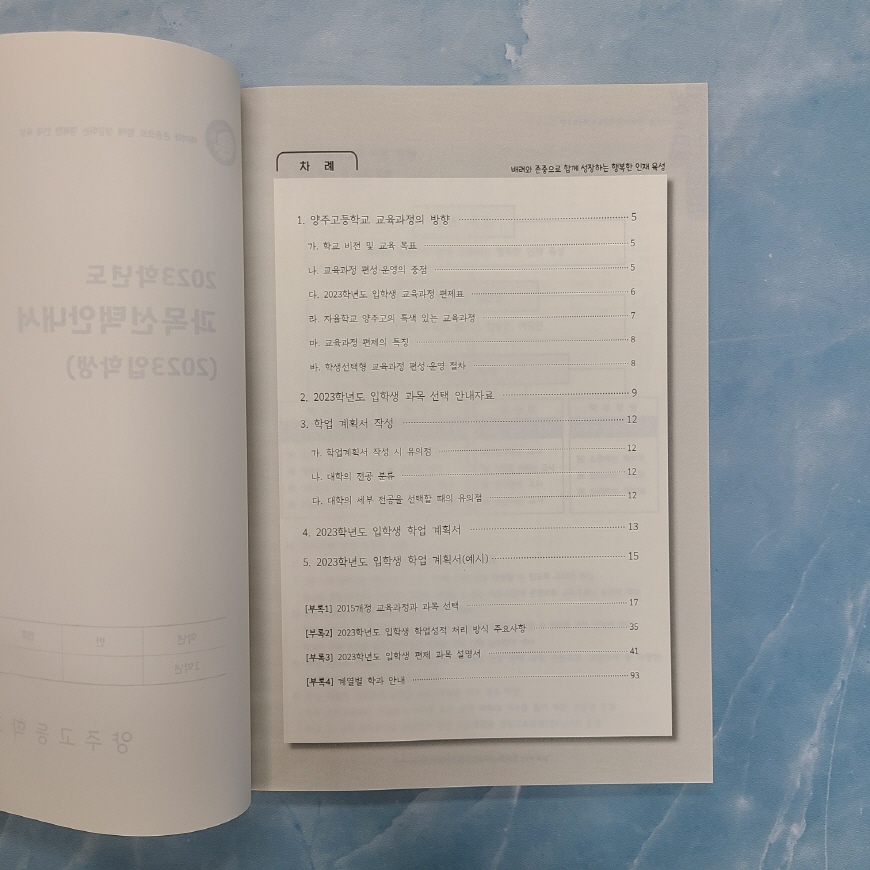 차 례
배려와 존중으로 함께 성장하는 행복한 인재 육성
1. 양주고등학교 교육과정의 방향 5
가. 학교 비전 및 교육 목표 5
나. 교육과정 편성·운영의 중점 5
다. 2023학년도 입학생 교육과정 편제표 6
라. 자율학교 양주고의 특색 있는 교육과정 7
마. 교육과정 편제의 특징 8
바. 학생선택형 교육과정 편성·운영 절차 8
2. 2023학년도 입학생 과목 선택 안내자료 9
3. 학업 계획서 작성 12
가. 학업계획서 작성 시 유의점 12
나. 대학의 전공 분류 12
다. 대학의 세부 전공을 선택할 때의 유의점 12
4. 2023학년도 입학생 학업 계획서 13
5. 2023학년도 입학생 학업 계획서(예시) 15
[부록1] 2015개정 교육과정과 과목 선택 17
[부록2] 2023학년도 입학생 학업성적 처리 방식 주요사항 35
[부록3] 2023학년도 입학생 편제 과목 설명서 41
[부록4] 계열별 학과 안내 93
2023학년도
과목선택안내서
(2023입학생)
학년 반 번호
1학년
양주고등학